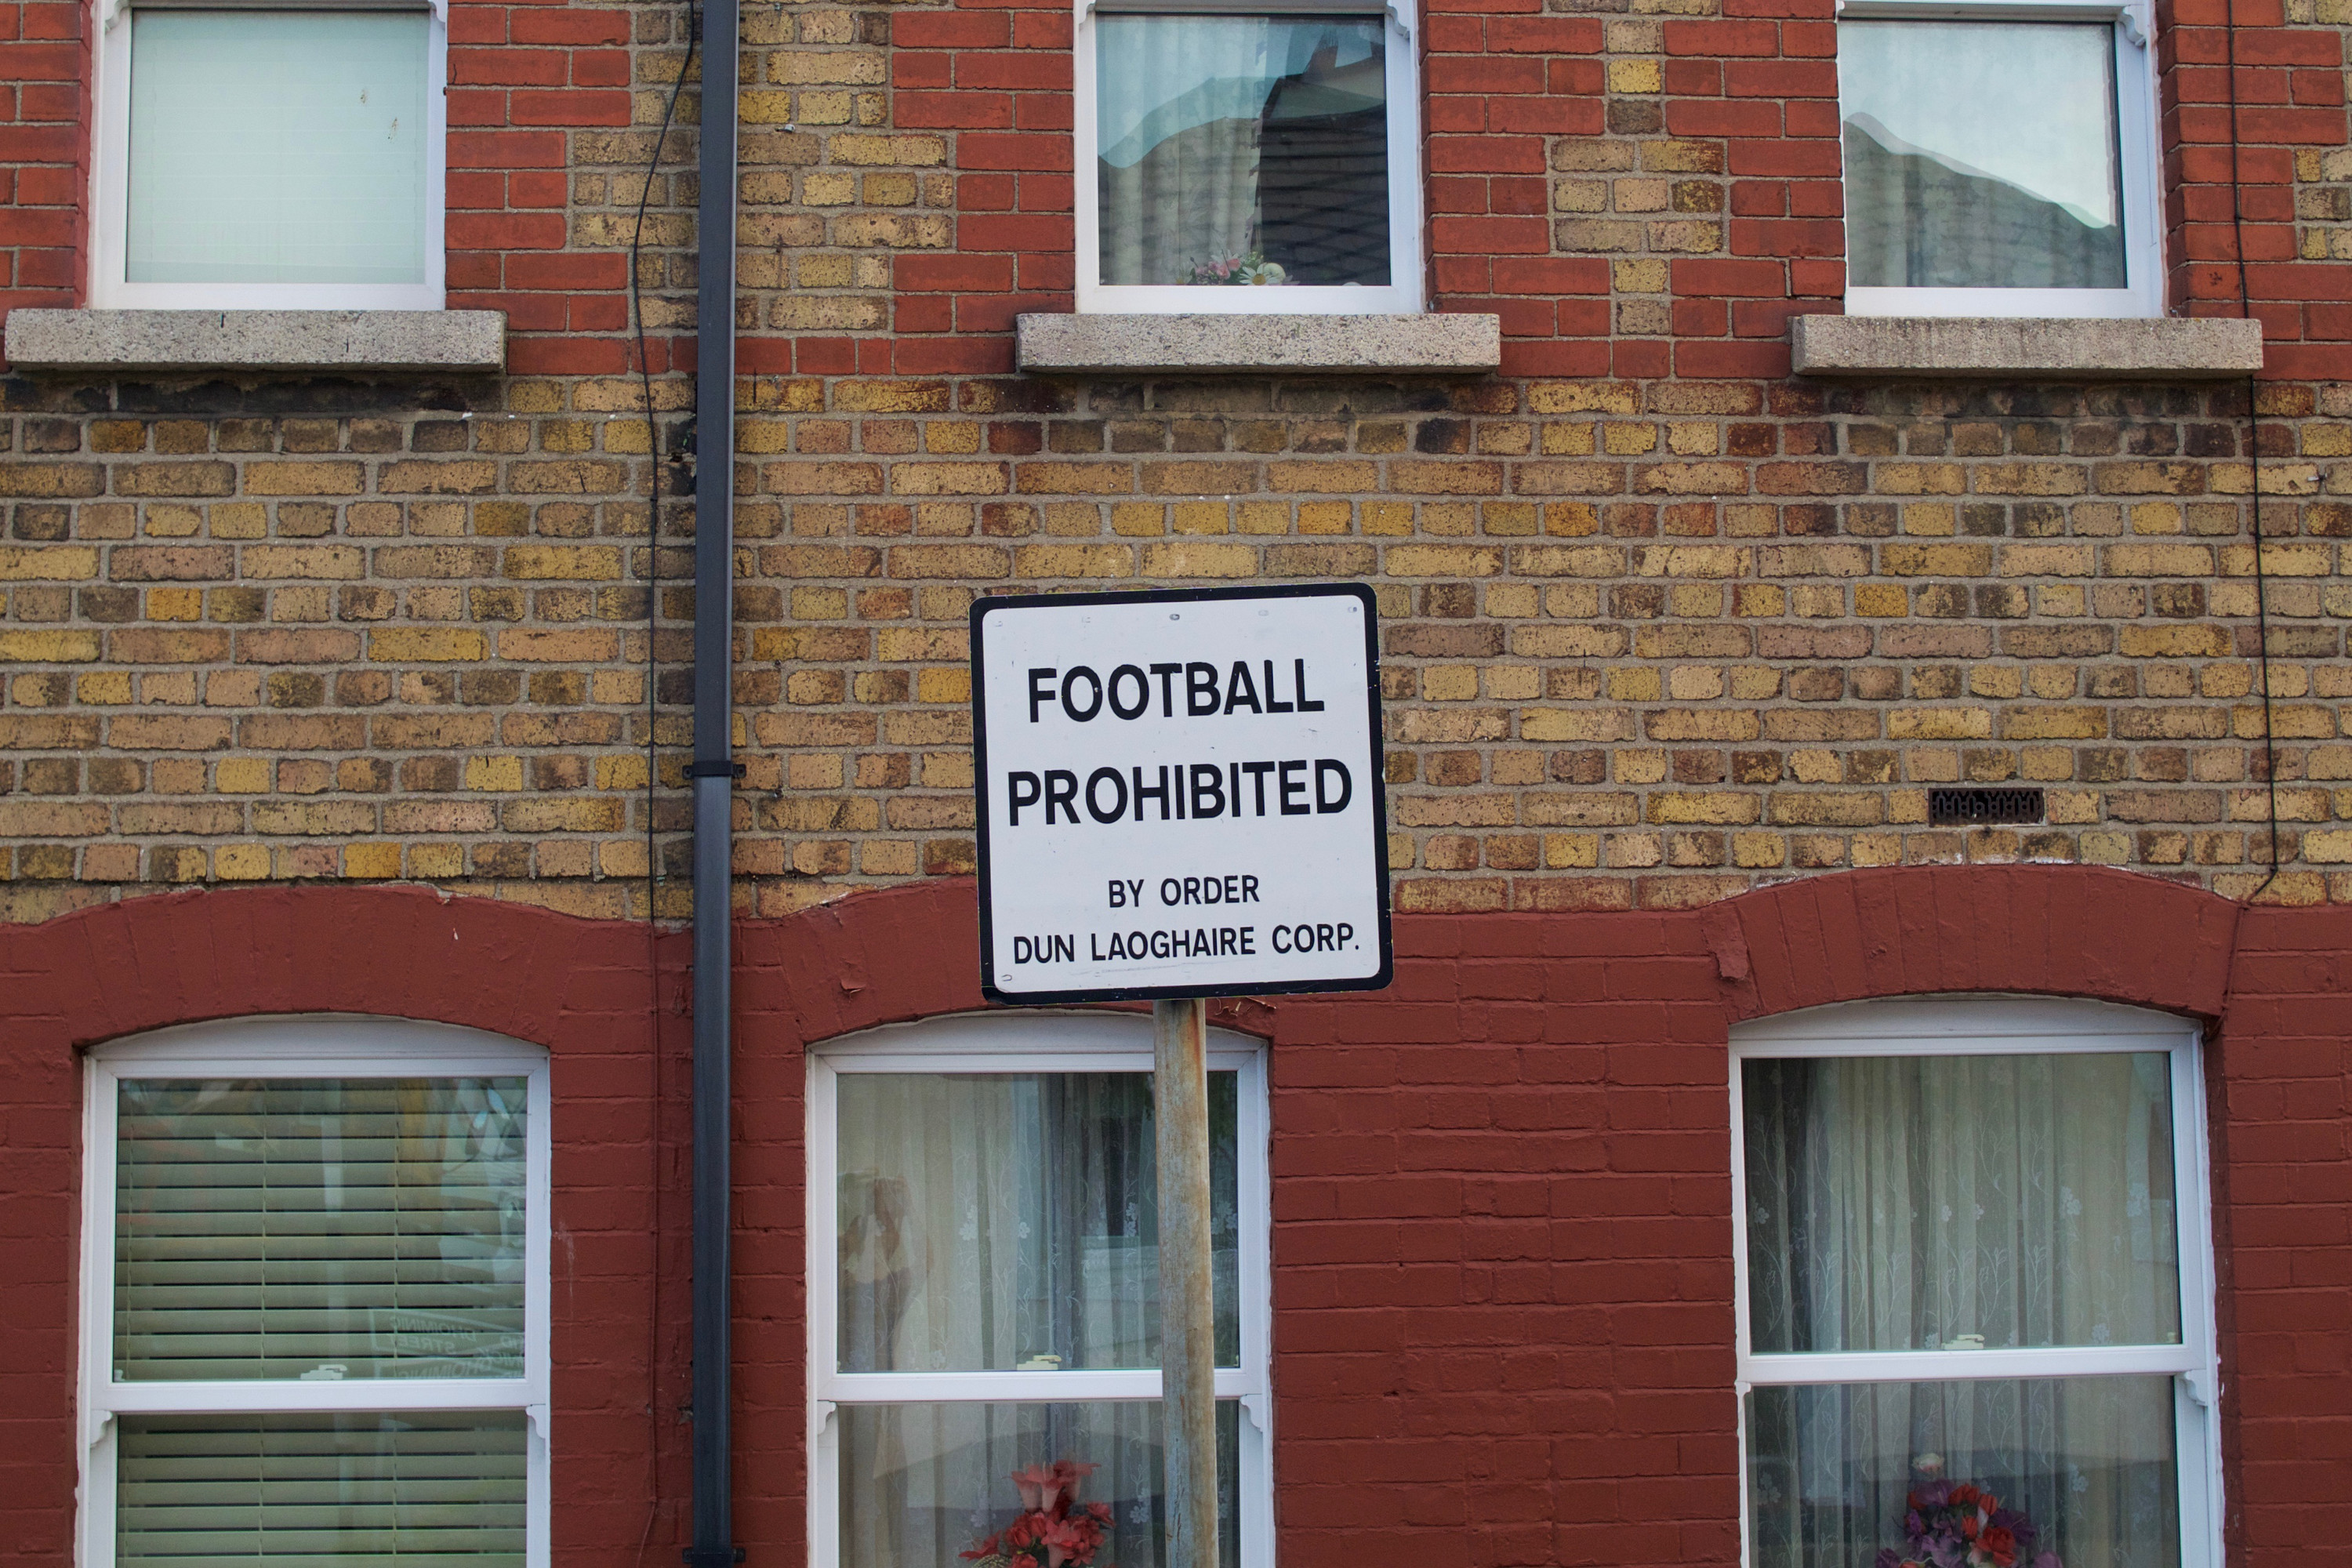 FOOTBALL
PROHIBITED
BY ORDER
DUN LAOGHAIRE CORP.